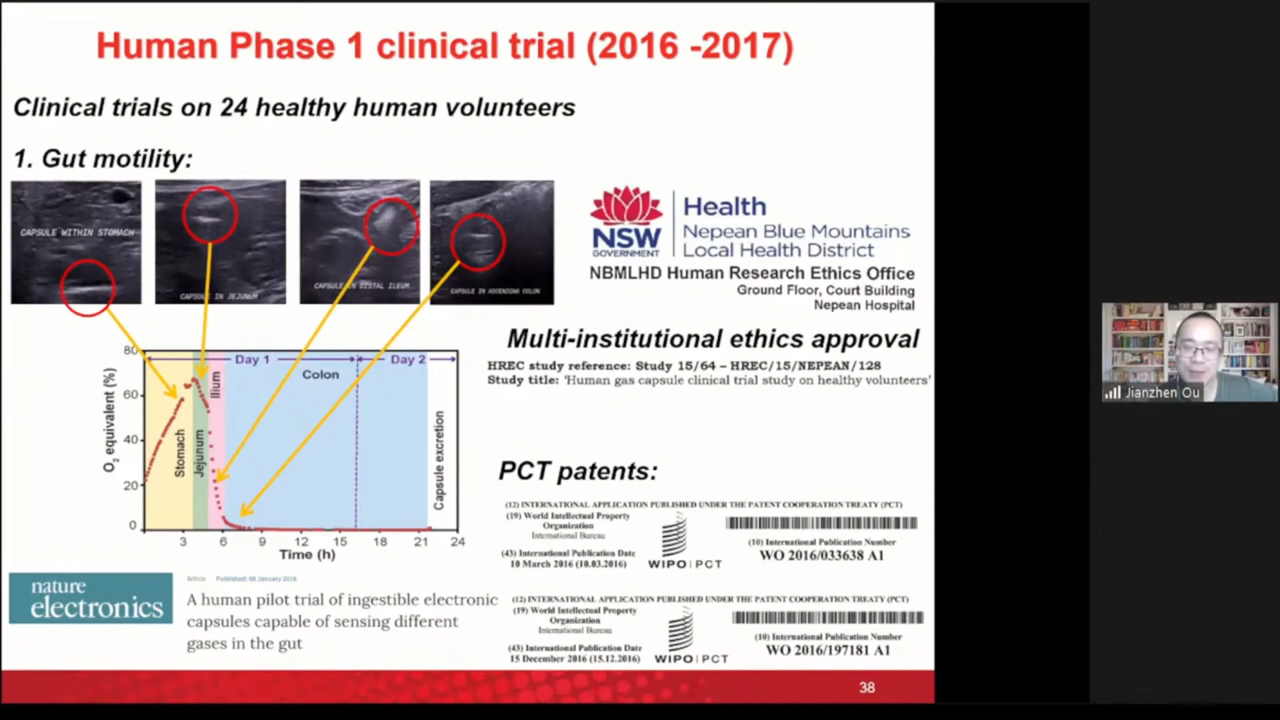 Human Phase 1 clinical trial (2016 -2017)
Clinical trials on 24 healthy human volunteers
1. Gut motility:
CAPSULE WITHIN STOMACH
CAPSULE IN JEJUNUM
CAPSULE IN DISTAL ILEUM
CAPSULE IN ASCENDING COLON
NSW
GOVERNMENT
Health
Nepean Blue Mountains
Local Health District
NBMLHD Human Research Ethics Office
Ground Floor, Court Building
Nepean Hospital
Multi-institutional ethics approval
HREC study reference: Study 15/64 – HREC/15/NEPEAN/128
Study title: 'Human gas capsule clinical trial study on healthy volunteers'
O2 equivalent (%)
80
60
40
20
0
Day 1
Day 2
Stomach
Jejunum
Ilium
Colon
Capsule excretion
3 6 9 12 15 18 21 24
Time (h)
PCT patents:
(12) INTERNATIONAL APPLICATION PUBLISHED UNDER THE PATENT COOPERATION TREATY (PCT)
(19) World Intellectual Property
Organization
International Bureau
(43) International Publication Date
10 March 2016 (10.03.2016)
WIPO | PCT
(10) International Publication Number
WO 2016/033638 A1
(12) INTERNATIONAL APPLICATION PUBLISHED UNDER THE PATENT COOPERATION TREATY (PCT)
(19) World Intellectual Property
Organization
International Bureau
(43) International Publication Date
15 December 2016 (15.12.2016)
WIPO | PCT
(10) International Publication Number
WO 2016/197181 A1
nature
electronics
Article Published: 08 January 2018
A human pilot trial of ingestible electronic
capsules capable of sensing different
gases in the gut
38
Jianzhen Ou